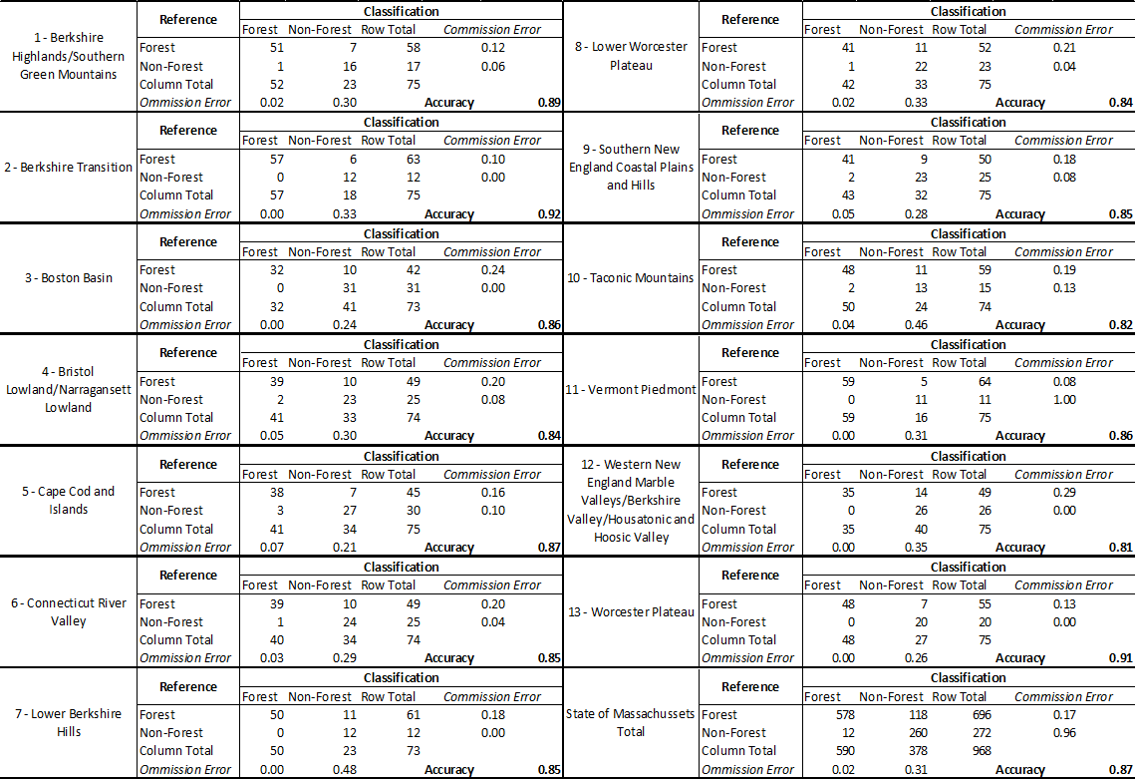 1 - Berkshire Highlands/Southern Green Mountains
Reference Classification
Forest Non-Forest Row Total Commission Error
Forest 51 7 58 0.12
Non-Forest 1 16 17 0.06
Column Total 52 23 75
Ommission Error 0.02 0.30 Accuracy 0.89
2 - Berkshire Transition
Reference Classification
Forest Non-Forest Row Total Commission Error
Forest 57 6 63 0.10
Non-Forest 0 12 12 0.00
Column Total 57 18 75
Ommission Error 0.00 0.33 Accuracy 0.92
3 - Boston Basin
Reference Classification
Forest Non-Forest Row Total Commission Error
Forest 32 10 42 0.24
Non-Forest 0 31 31 0.00
Column Total 32 41 73
Ommission Error 0.00 0.24 Accuracy 0.86
4 - Bristol Lowland/Narragansett Lowland
Reference Classification
Forest Non-Forest Row Total Commission Error
Forest 39 10 49 0.20
Non-Forest 2 23 25 0.08
Column Total 41 33 74
Ommission Error 0.05 0.30 Accuracy 0.84
5 - Cape Cod and Islands
Reference Classification
Forest Non-Forest Row Total Commission Error
Forest 38 7 45 0.16
Non-Forest 3 27 30 0.10
Column Total 41 34 75
Ommission Error 0.07 0.21 Accuracy 0.87
6 - Connecticut River Valley
Reference Classification
Forest Non-Forest Row Total Commission Error
Forest 39 10 49 0.20
Non-Forest 1 24 25 0.04
Column Total 40 34 74
Ommission Error 0.03 0.29 Accuracy 0.85
7 - Lower Berkshire Hills
Reference Classification
Forest Non-Forest Row Total Commission Error
Forest 50 11 61 0.18
Non-Forest 0 12 12 0.00
Column Total 50 23 73
Ommission Error 0.00 0.48 Accuracy 0.85
8 - Lower Worcester Plateau
Reference Classification
Forest Non-Forest Row Total Commission Error
Forest 41 11 52 0.21
Non-Forest 1 22 23 0.04
Column Total 42 33 75
Ommission Error 0.02 0.33 Accuracy 0.84
9 - Southern New England Coastal Plains and Hills
Reference Classification
Forest Non-Forest Row Total Commission Error
Forest 41 9 50 0.18
Non-Forest 2 23 25 0.08
Column Total 43 32 75
Ommission Error 0.05 0.28 Accuracy 0.85
10 - Taconic Mountains
Reference Classification
Forest Non-Forest Row Total Commission Error
Forest 48 11 59 0.19
Non-Forest 2 13 15 0.13
Column Total 50 24 74
Ommission Error 0.04 0.46 Accuracy 0.82
11 - Vermont Piedmont
Reference Classification
Forest Non-Forest Row Total Commission Error
Forest 59 5 64 0.08
Non-Forest 0 11 11 1.00
Column Total 59 16 75
Ommission Error 0.00 0.31 Accuracy 0.86
12 - Western New England Marble Valleys/Berkshire Valley/Housatonic and Hoosic Valley
Reference Classification
Forest Non-Forest Row Total Commission Error
Forest 35 14 49 0.29
Non-Forest 0 26 26 0.00
Column Total 35 40 75
Ommission Error 0.00 0.35 Accuracy 0.81
13 - Worcester Plateau
Reference Classification
Forest Non-Forest Row Total Commission Error
Forest 48 7 55 0.13
Non-Forest 0 20 20 0.00
Column Total 48 27 75
Ommission Error 0.00 0.26 Accuracy 0.91
State of Massachussets Total
Reference Classification
Forest Non-Forest Row Total Commission Error
Forest 578 118 696 0.17
Non-Forest 12 260 272 0.96
Column Total 590 378 968
Ommission Error 0.02 0.31 Accuracy 0.87